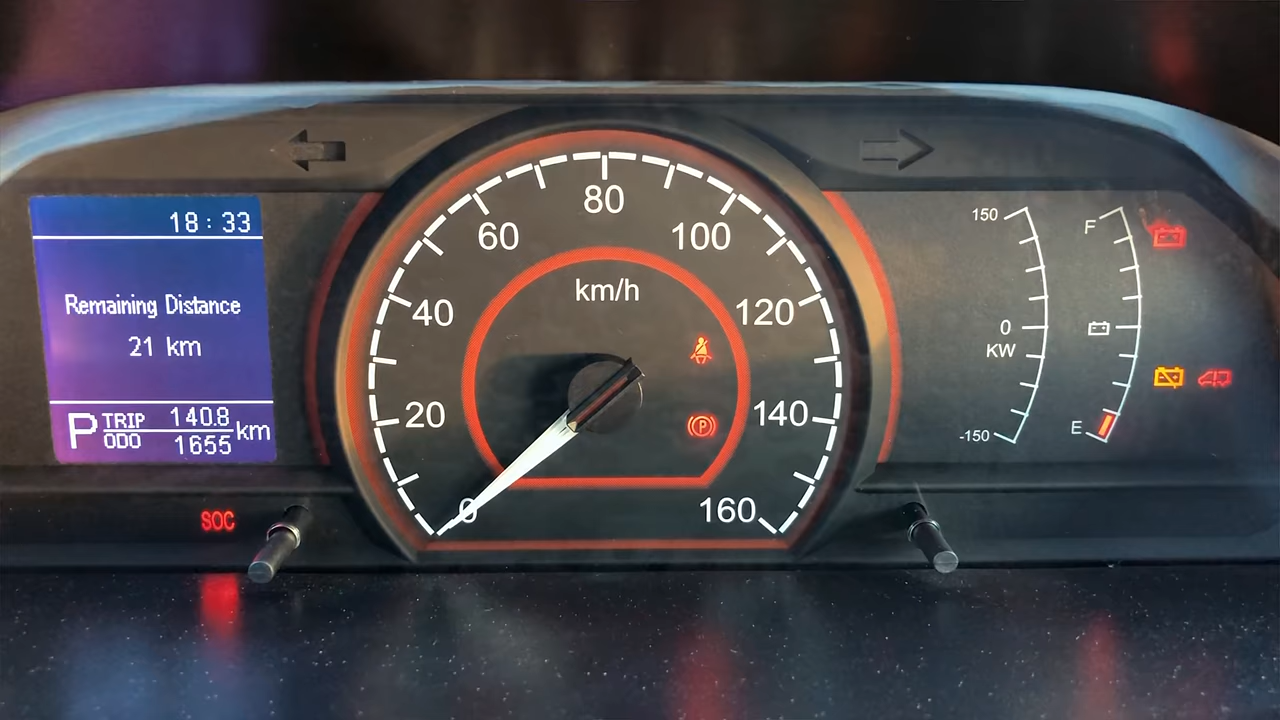 18:33
Remaining Distance
21 km
P TRIP 140.8 km
ODO 1655
SOC
0
20
40
60
80
100
120
140
160
km/h
P
150
0
KW
-150
F
E